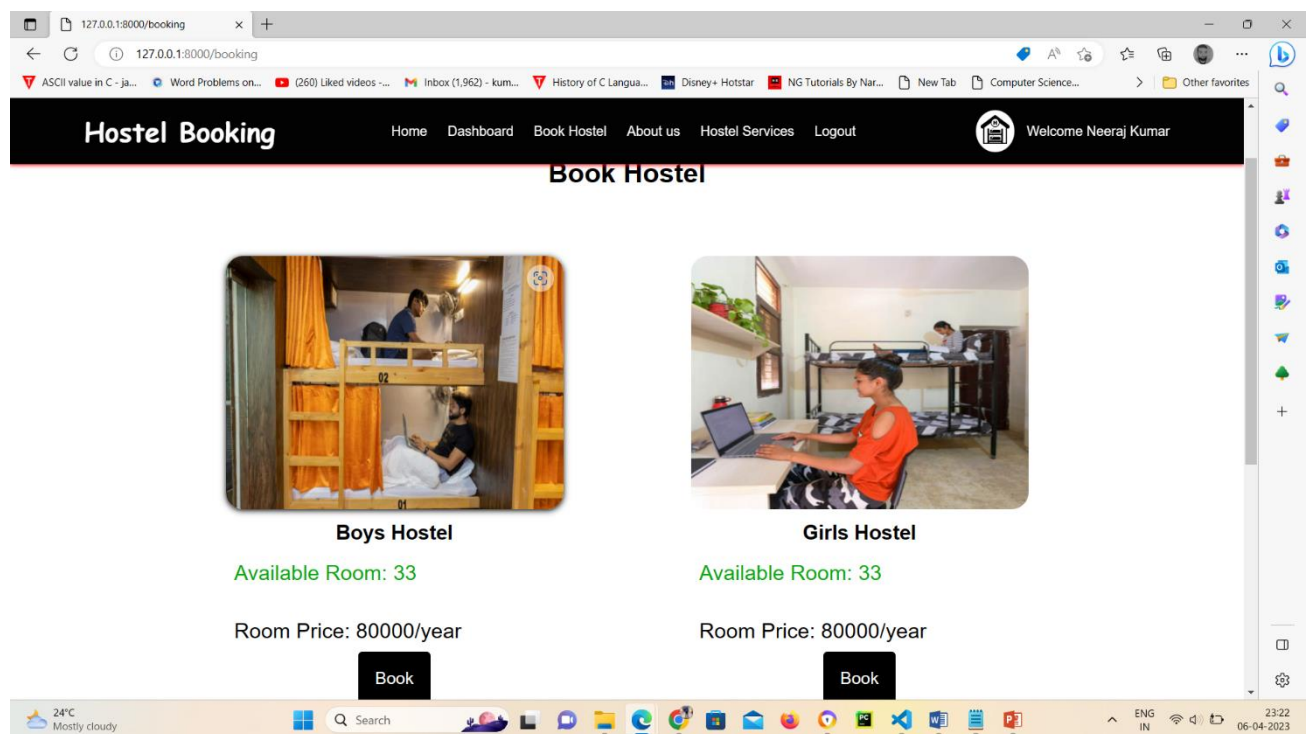 127.0.0.1:8000/booking
127.0.0.1:8000/booking
ASCII value in C - ja... Word Problems on... (260) Liked videos -... Inbox (1,962) - kum... History of C Langua... Disney+ Hotstar NG Tutorials By Nar... New Tab Computer Science... Other favorites
Hostel Booking Home Dashboard Book Hostel About us Hostel Services Logout Welcome Neeraj Kumar
Book Hostel
02
01
Boys Hostel Girls Hostel
Available Room: 33 Available Room: 33
Room Price: 80000/year Room Price: 80000/year
Book Book
24°C
Mostly cloudy
Search
ENG
IN
23:22
06-04-2023